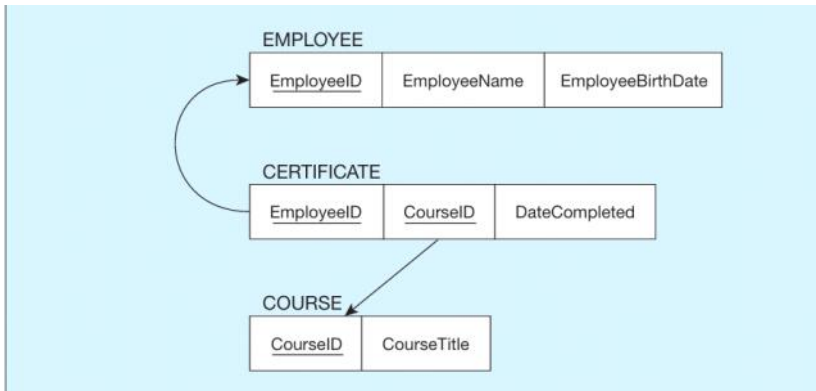 EMPLOYEE
EmployeeID EmployeeName EmployeeBirthDate
CERTIFICATE
EmployeeID CourseID DateCompleted
COURSE
CourseID CourseTitle